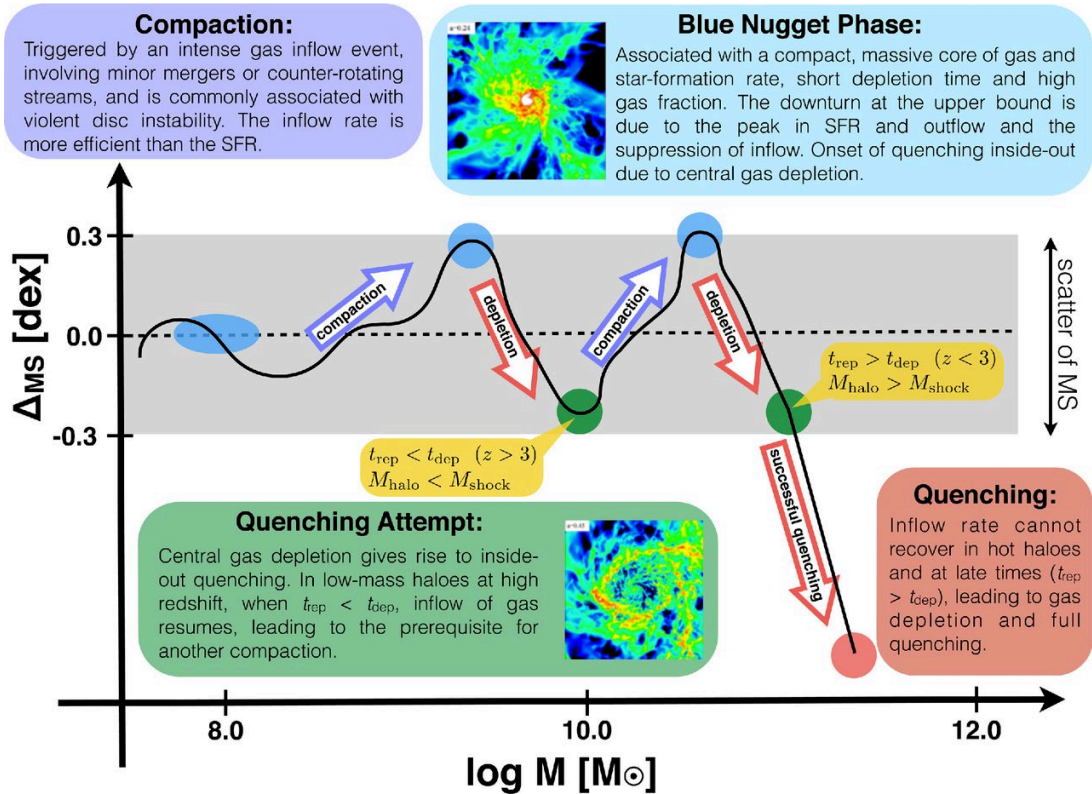 Compaction:
Triggered by an intense gas inflow event,
involving minor mergers or counter-rotating
streams, and is commonly associated with
violent disc instability. The inflow rate is
more efficient than the SFR.
Blue Nugget Phase:
a=0.24
Associated with a compact, massive core of gas and
star-formation rate, short depletion time and high
gas fraction. The downturn at the upper bound is
due to the peak in SFR and outflow and the
suppression of inflow. Onset of quenching inside-out
due to central gas depletion.
0.3
0.0
-0.3
Δ_MS [dex]
compaction
depletion
compaction
depletion
scatter of MS
t_rep > t_dep (z < 3)
M_halo > M_shock
t_rep < t_dep (z > 3)
M_halo < M_shock
successful quenching
Quenching Attempt:
Central gas depletion gives rise to inside-
out quenching. In low-mass haloes at high
redshift, when t_rep < t_dep, inflow of gas
resumes, leading to the prerequisite for
another compaction.
Quenching:
Inflow rate cannot
recover in hot haloes
and at late times (t_rep
> t_dep), leading to gas
depletion and full
quenching.
8.0
10.0
12.0
log M [M⊙]